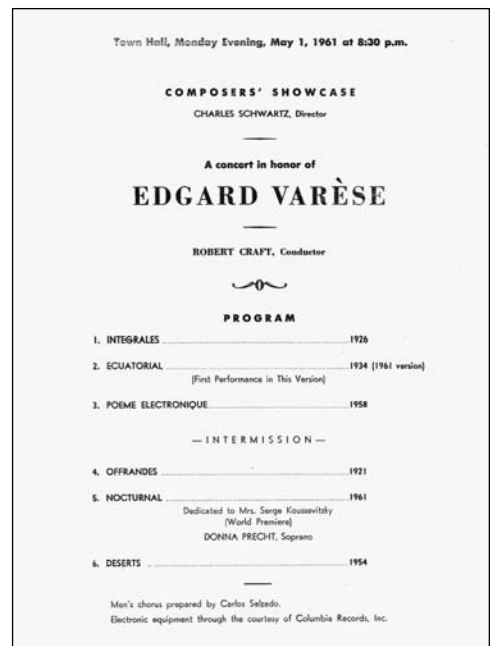 Town Hall, Monday Evening, May 1, 1961 at 8:30 p.m.
COMPOSERS' SHOWCASE
CHARLES SCHWARTZ, Director
A concert in honor of
EDGARD VARÈSE
ROBERT CRAFT, Conductor
PROGRAM
1. INTEGRALES 1926
2. ECUATORIAL 1934 (1961 version)
(First Performance in This Version)
3. POEME ELECTRONIQUE 1958
—INTERMISSION—
4. OFFRANDES 1921
5. NOCTURNAL 1961
Dedicated to Mrs. Serge Koussevitzky
(World Premiere)
DONNA PRECHT, Soprano
6. DESERTS 1954
Men's chorus prepared by Carlos Salzedo.
Electronic equipment through the courtesy of Columbia Records, Inc.